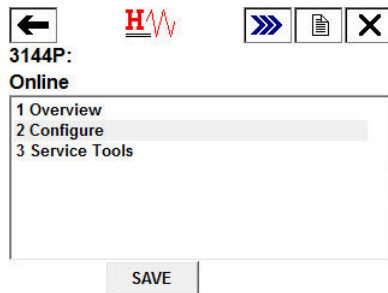 H
3144P:
Online
1 Overview
2 Configure
3 Service Tools
SAVE